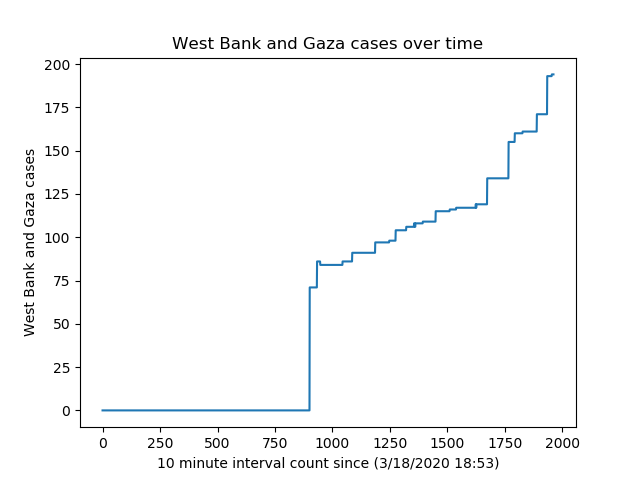 West Bank and Gaza cases over time
200
175
150
125
100
75
50
25
0
West Bank and Gaza cases
0 250 500 750 1000 1250 1500 1750 2000
10 minute interval count since (3/18/2020 18:53)